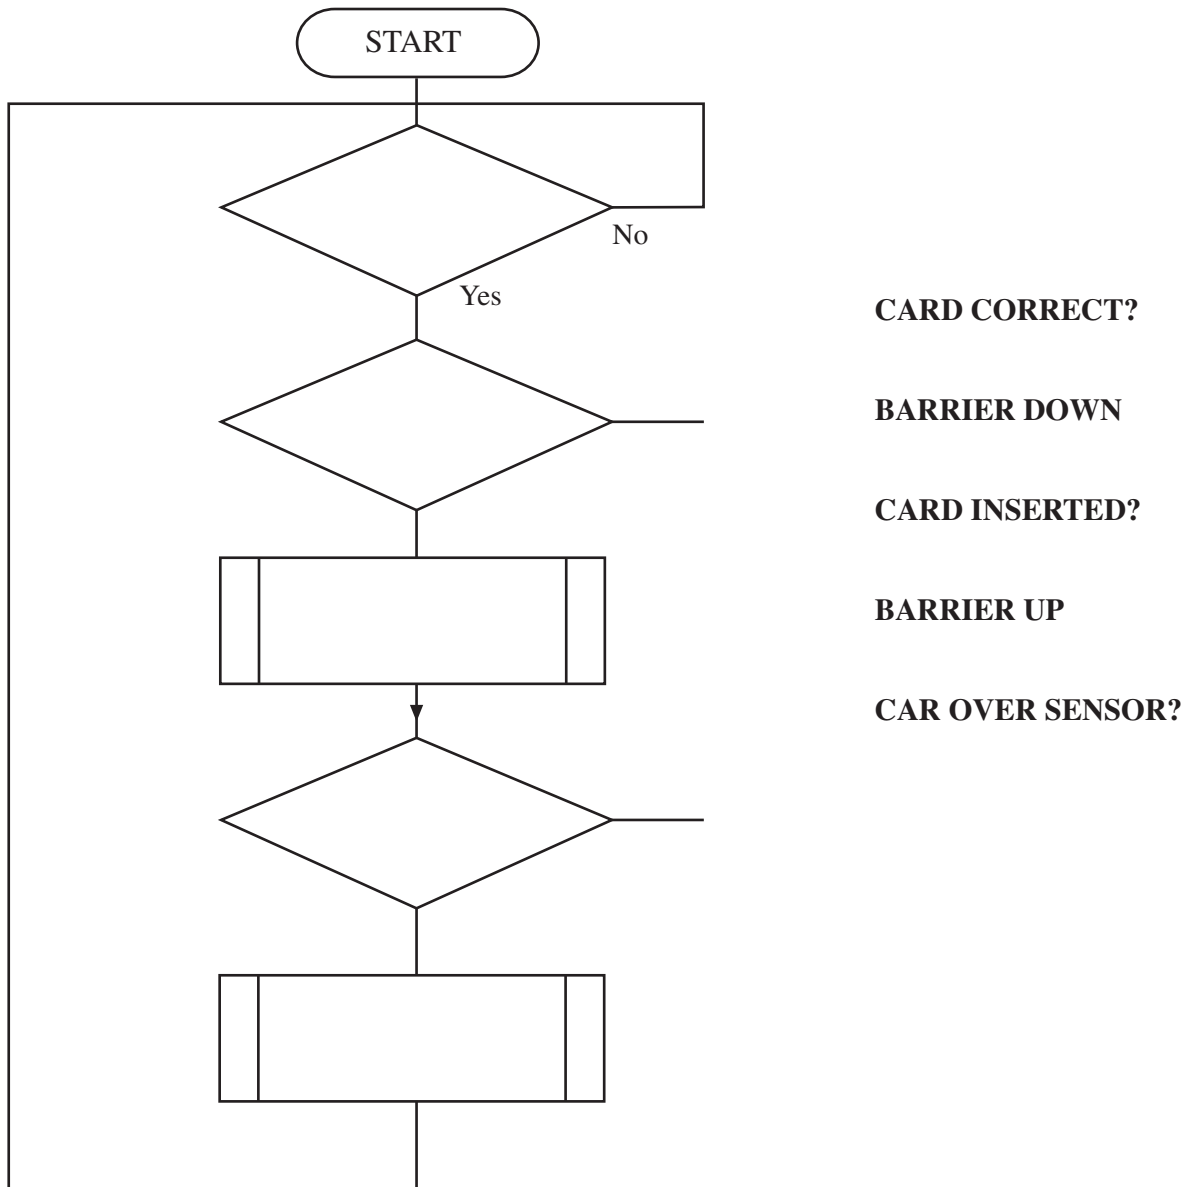 START
No
Yes
CARD CORRECT?
BARRIER DOWN
CARD INSERTED?
BARRIER UP
CAR OVER SENSOR?